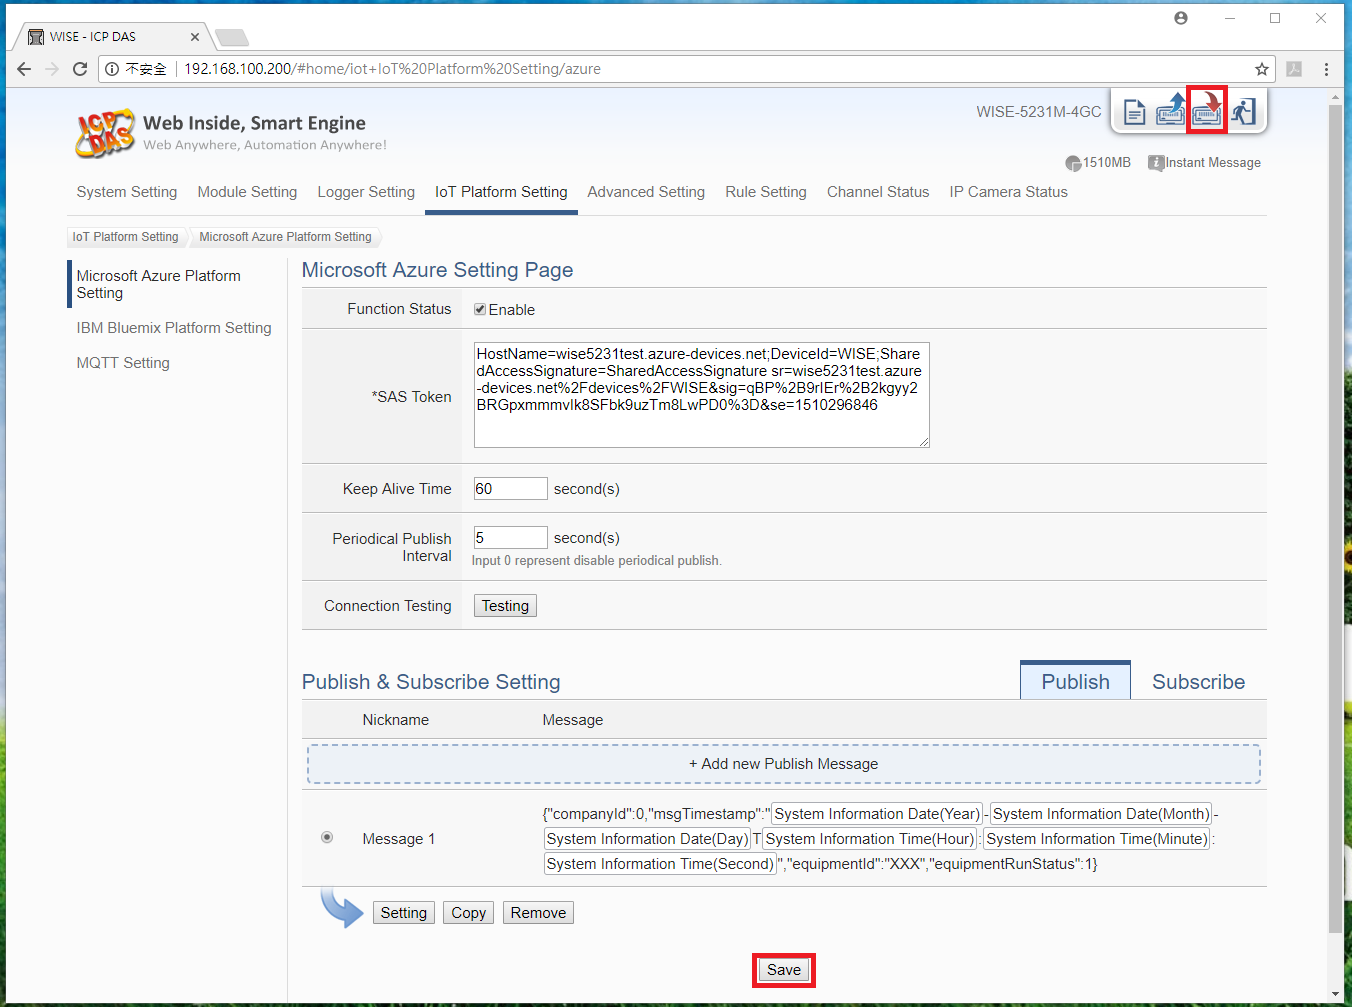 WISE - ICP DAS
不安全
192.168.100.200/#home/iot+IoT%20Platform%20Setting/azure
ICP DAS
Web Inside, Smart Engine
Web Anywhere, Automation Anywhere!
WISE-5231M-4GC
1510MB
Instant Message
System Setting
Module Setting
Logger Setting
IoT Platform Setting
Advanced Setting
Rule Setting
Channel Status
IP Camera Status
IoT Platform Setting
Microsoft Azure Platform Setting
Microsoft Azure Platform
Setting
IBM Bluemix Platform Setting
MQTT Setting
Microsoft Azure Setting Page
Function Status
Enable
*SAS Token
HostName=wise5231test.azure-devices.net;DeviceId=WISE;Share
dAccessSignature=SharedAccessSignature sr=wise5231test.azure
-devices.net%2Fdevices%2FWISE&sig=qBP%2B9rIEr%2B2kgyy2
BRGpxmmmvIk8SFbk9uzTm8LwPD0%3D&se=1510296846
Keep Alive Time
60 second(s)
Periodical Publish
Interval
5 second(s)
Input 0 represent disable periodical publish.
Connection Testing
Testing
Publish & Subscribe Setting
Publish
Subscribe
Nickname
Message
+ Add new Publish Message
Message 1
{"companyId":0,"msgTimestamp":"System Information Date(Year)-System Information Date(Month)-
System Information Date(Day)TSystem Information Time(Hour):System Information Time(Minute):
System Information Time(Second)","equipmentId":"XXX","equipmentRunStatus":1}
Setting
Copy
Remove
Save